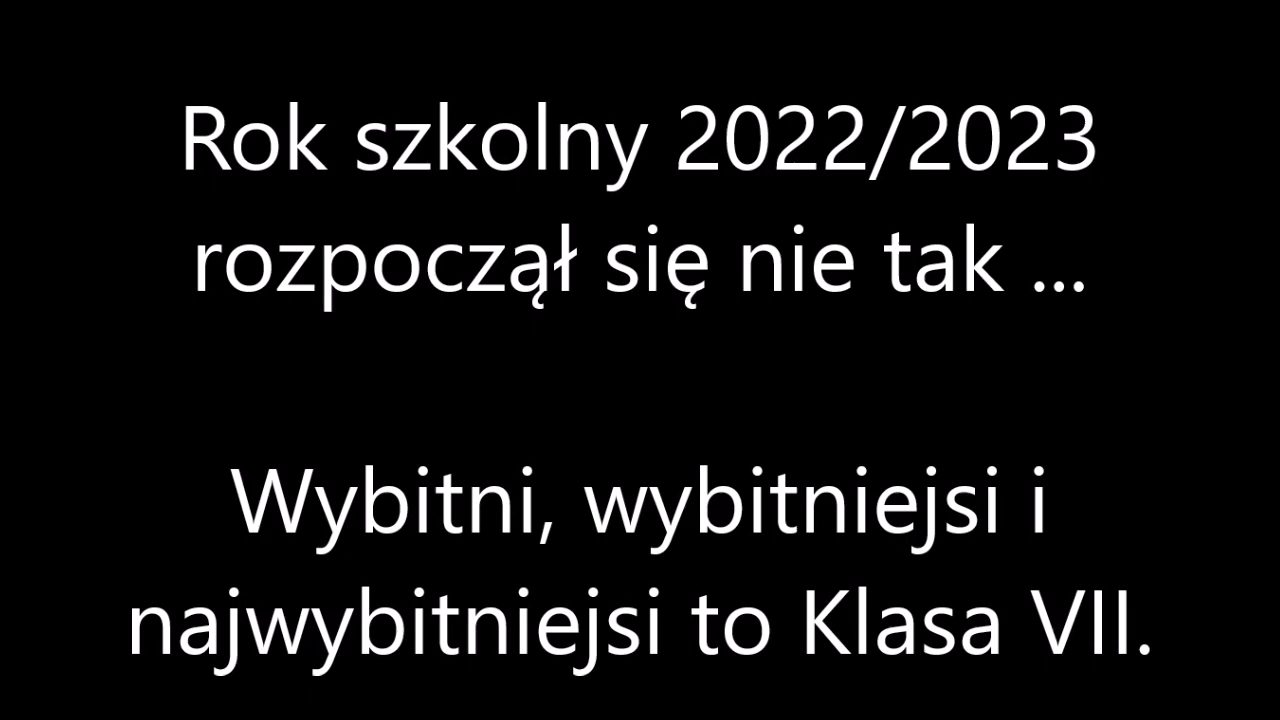 Rok szkolny 2022/2023
rozpoczął się nie tak ...
Wybitni, wybitniejsi i
najwybitniejsi to Klasa VII.